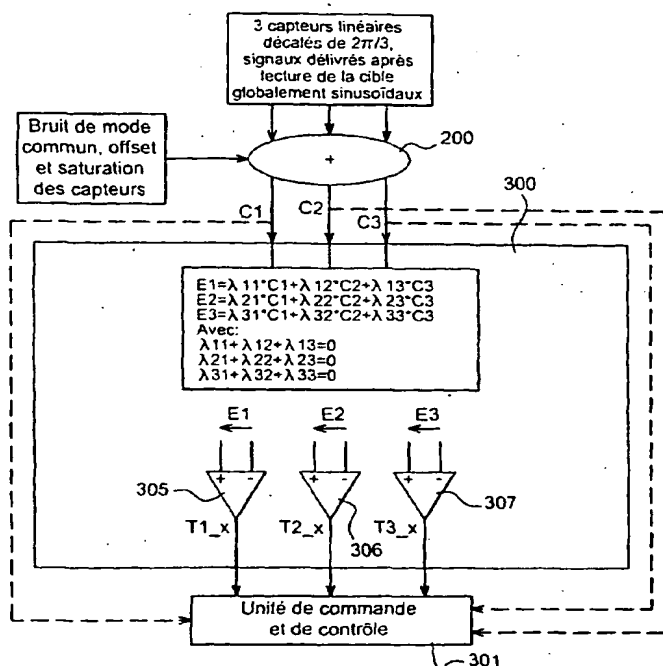 3 capteurs linéaires
décalés de 2π/3,
signaux délivrés après
lecture de la cible
globalement sinusoïdaux
Bruit de mode
commun, offset
et saturation
des capteurs
+
200
C1
C2
C3
300
E1=λ11*C1+λ12*C2+λ13*C3
E2=λ21*C1+λ22*C2+λ23*C3
E3=λ31*C1+λ32*C2+λ33*C3
Avec:
λ11+λ12+λ13=0
λ21+λ22+λ23=0
λ31+λ32+λ33=0
E1 E2 E3
+ - + - + -
305
306
307
T1_x T2_x T3_x
Unité de commande
et de contrôle
301